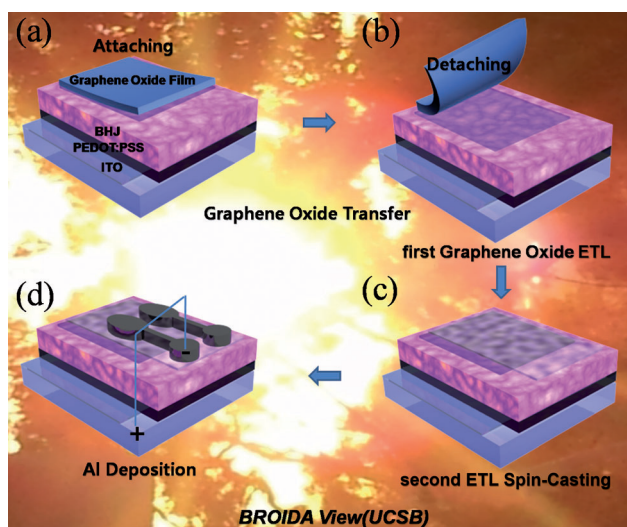 (a)
Attaching
Graphene Oxide Film
BHJ
PEDOT:PSS
ITO
(b)
Detaching
Graphene Oxide Transfer
first Graphene Oxide ETL
(d)
-
+
Al Deposition
(c)
second ETL Spin-Casting
BROIDA View(UCSB)